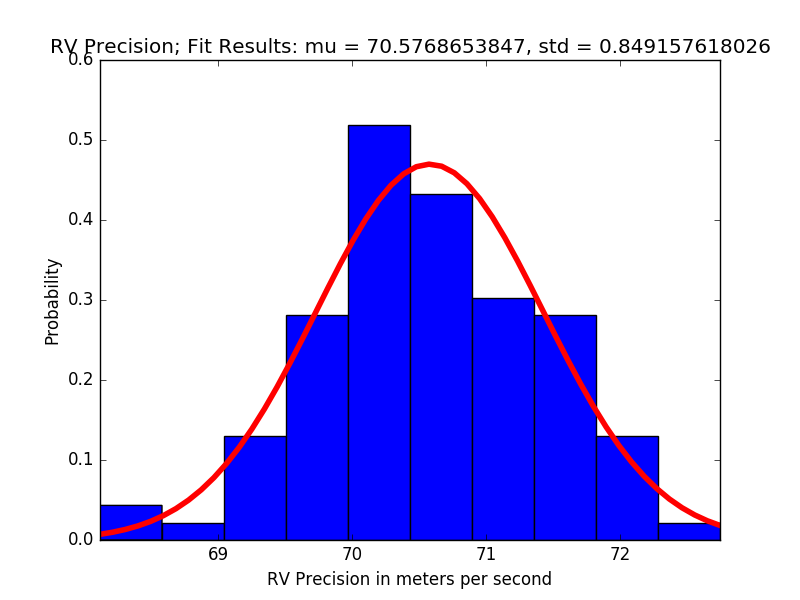 RV Precision; Fit Results: mu = 70.5768653847, std = 0.849157618026
0.6
0.5
0.4
0.3
0.2
0.1
0.0
Probability
69 70 71 72
RV Precision in meters per second